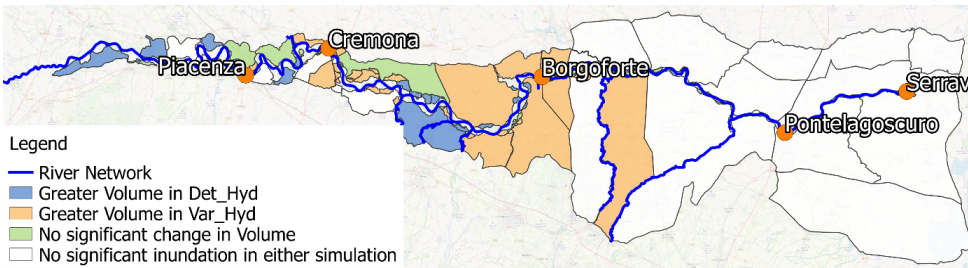 Cremona
Piacenza
Borgoforte
Serrav
Pontelagoscuro
Legend
River Network
Greater Volume in Det_Hyd
Greater Volume in Var_Hyd
No significant change in Volume
No significant inundation in either simulation